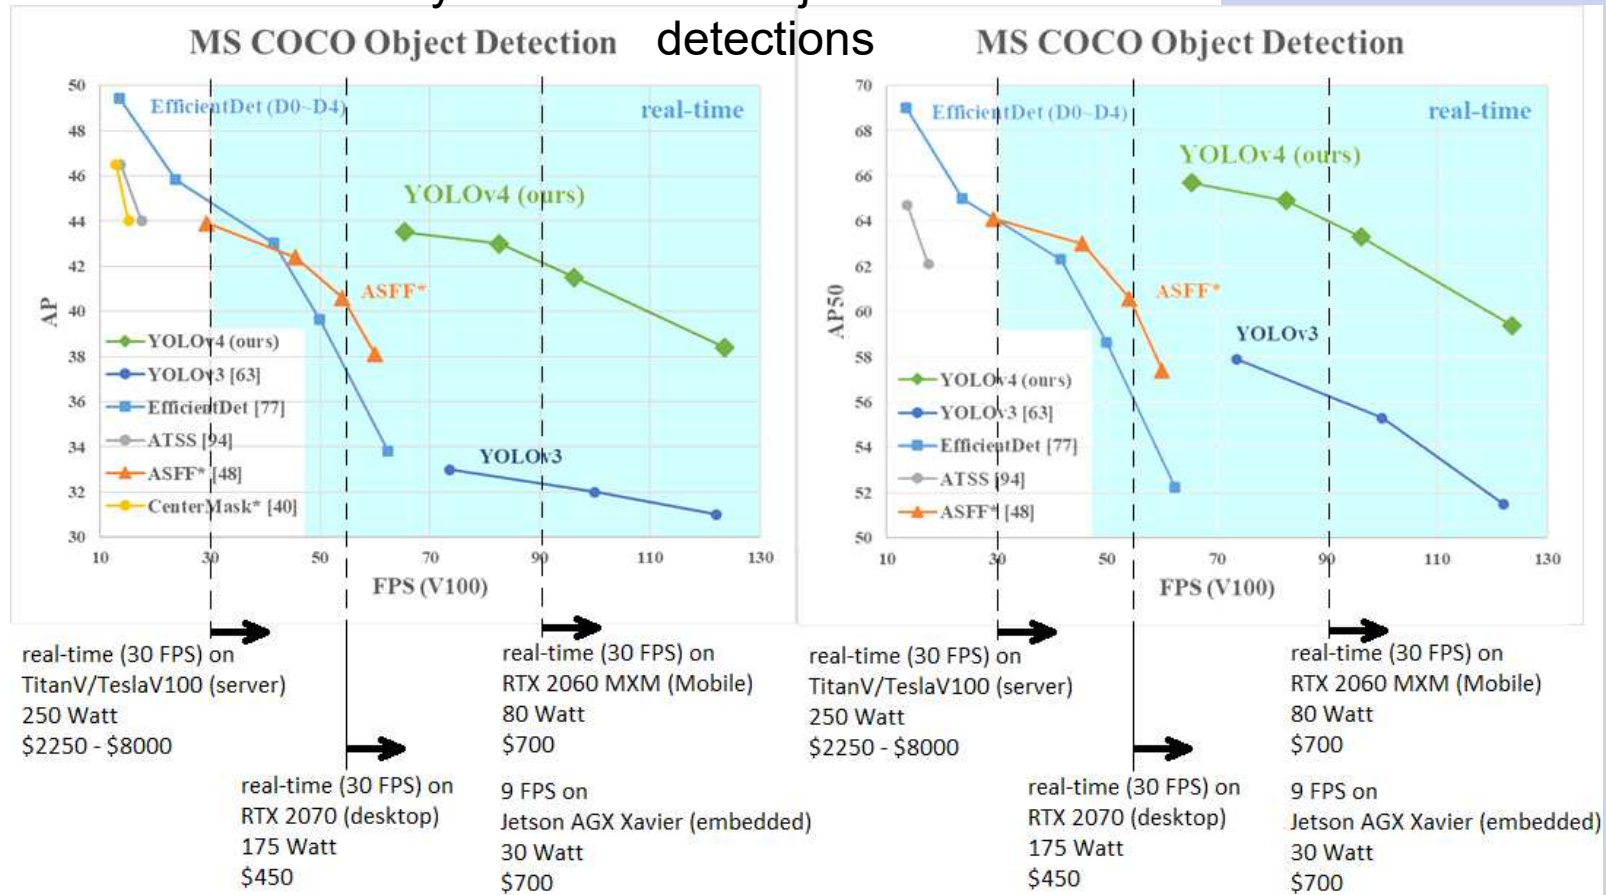 detections
MS COCO Object Detection
50
48
46
44
42
40
38
36
34
32
30
AP
EfficientDet (D0~D4)
real-time
YOLOv4 (ours)
ASFF*
YOLOv3
YOLOv4 (ours)
YOLOv3 [63]
EfficientDet [77]
ATSS [94]
ASFF* [48]
CenterMask* [40]
10 30 50 70 90 110 130
FPS (V100)
real-time (30 FPS) on
TitanV/TeslaV100 (server)
250 Watt
$2250 - $8000
real-time (30 FPS) on
RTX 2070 (desktop)
175 Watt
$450
real-time (30 FPS) on
RTX 2060 MXM (Mobile)
80 Watt
$700
9 FPS on
Jetson AGX Xavier (embedded)
30 Watt
$700
MS COCO Object Detection
70
68
66
64
62
60
58
56
54
52
50
AP50
EfficientDet (D0~D4)
real-time
YOLOv4 (ours)
ASFF*
YOLOv3
YOLOv4 (ours)
YOLOv3 [63]
EfficientDet [77]
ATSS [94]
ASFF* [48]
10 30 50 70 90 110 130
FPS (V100)
real-time (30 FPS) on
TitanV/TeslaV100 (server)
250 Watt
$2250 - $8000
real-time (30 FPS) on
RTX 2070 (desktop)
175 Watt
$450
real-time (30 FPS) on
RTX 2060 MXM (Mobile)
80 Watt
$700
9 FPS on
Jetson AGX Xavier (embedded)
30 Watt
$700